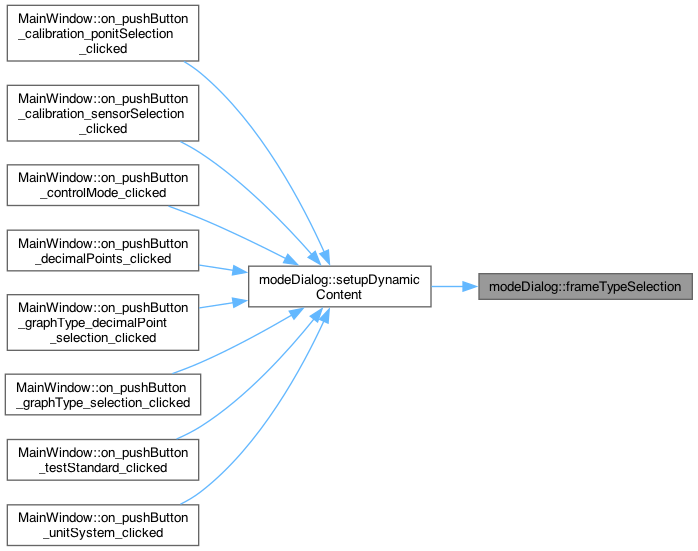 MainWindow::on_pushButton
_calibration_ponitSelection
_clicked
MainWindow::on_pushButton
_calibration_sensorSelection
_clicked
MainWindow::on_pushButton
_controlMode_clicked
MainWindow::on_pushButton
_decimalPoints_clicked
modeDialog::setupDynamic
Content
modeDialog::frameTypeSelection
MainWindow::on_pushButton
_graphType_decimalPoint
_selection_clicked
MainWindow::on_pushButton
_graphType_selection_clicked
MainWindow::on_pushButton
_testStandard_clicked
MainWindow::on_pushButton
_unitSystem_clicked